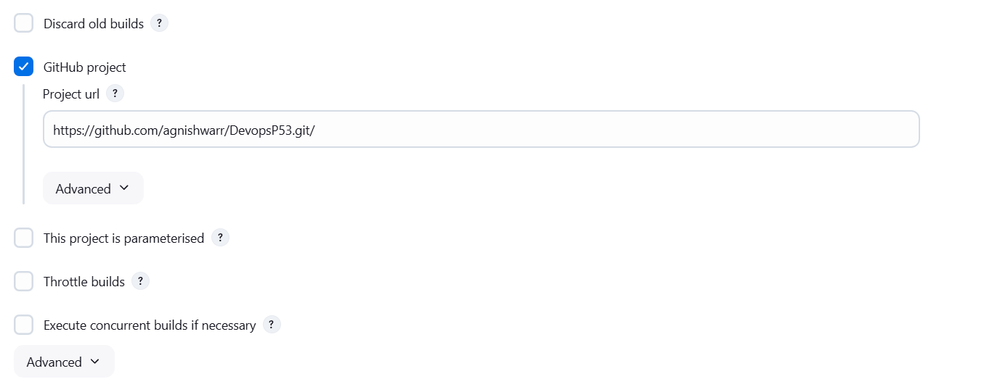 Discard old builds ?
GitHub project
Project url ?
https://github.com/agnishwarr/DevopsP53.git/
Advanced
This project is parameterised ?
Throttle builds ?
Execute concurrent builds if necessary ?
Advanced